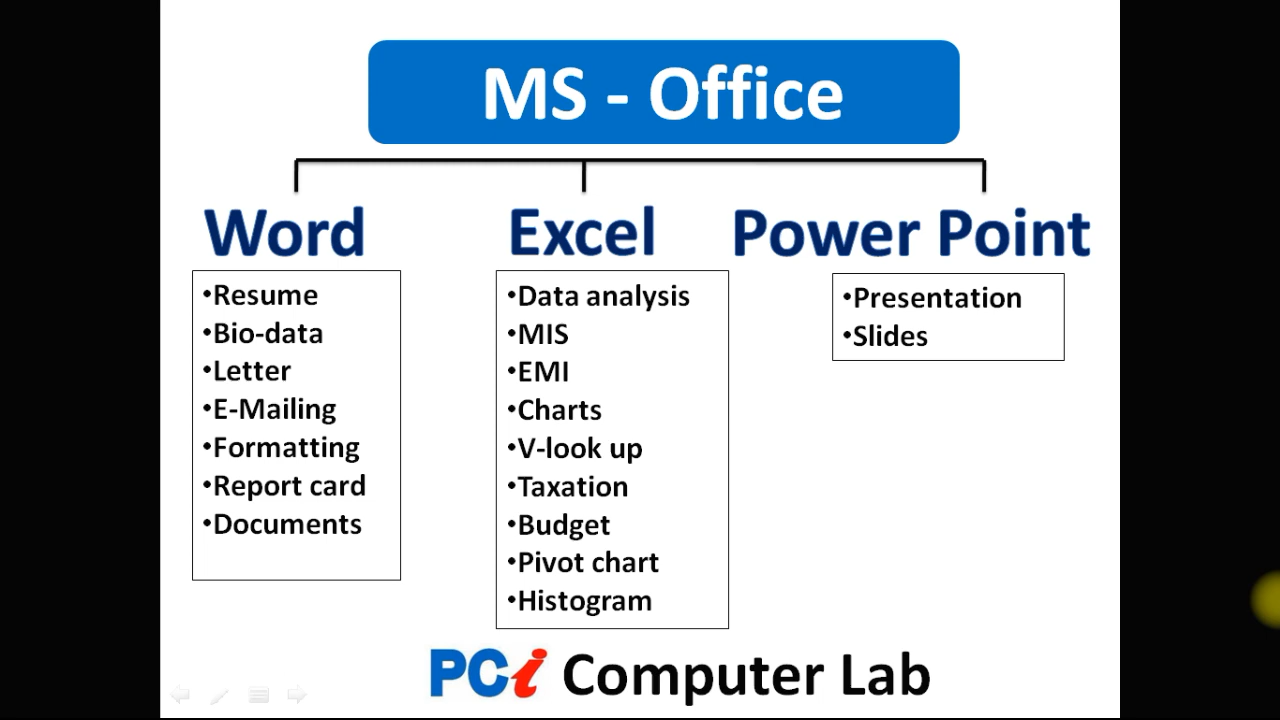 MS - Office
Word
Excel
Power Point
•Resume
•Bio-data
•Letter
•E-Mailing
•Formatting
•Report card
•Documents
•Data analysis
•MIS
•EMI
•Charts
•V-look up
•Taxation
•Budget
•Pivot chart
•Histogram
•Presentation
•Slides
PCi Computer Lab